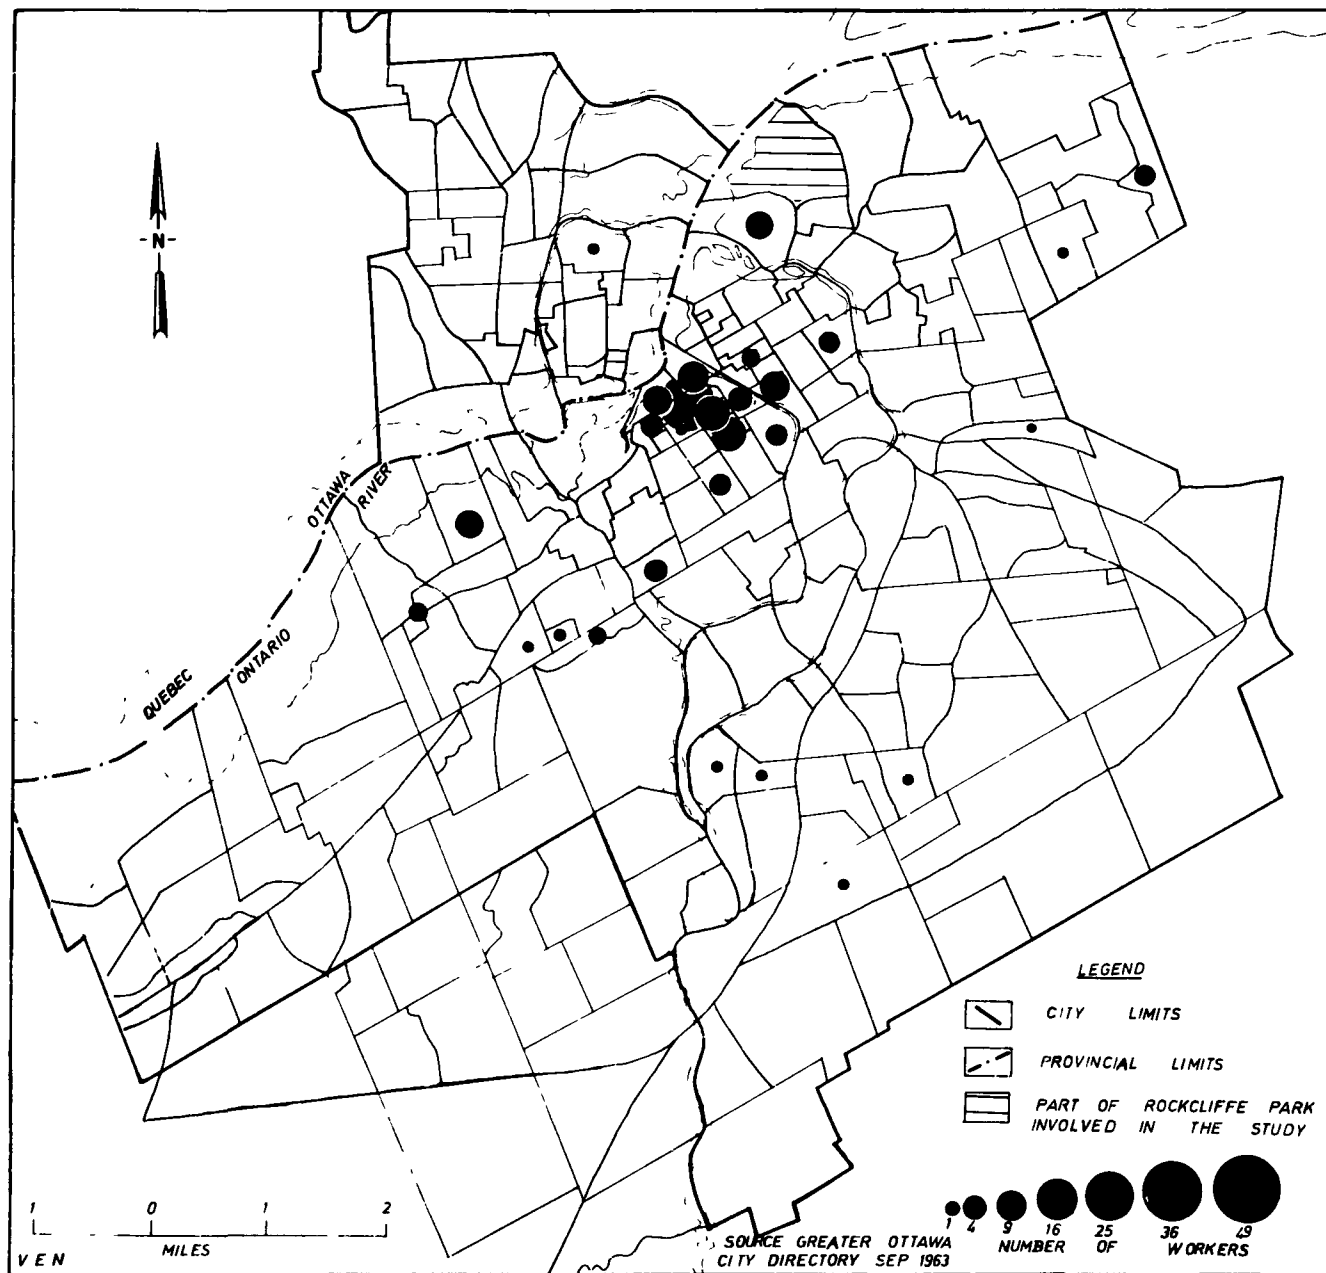 N
OTTAWA
RIVER
QUEBEC
ONTARIO
LEGEND
CITY LIMITS
PROVINCIAL LIMITS
PART OF ROCKCLIFFE PARK
INVOLVED IN THE STUDY
1 4 9 16 25 36 49
NUMBER OF WORKERS
SOURCE GREATER OTTAWA
CITY DIRECTORY SEP 1963
1 0 1 2
MILES
VEN